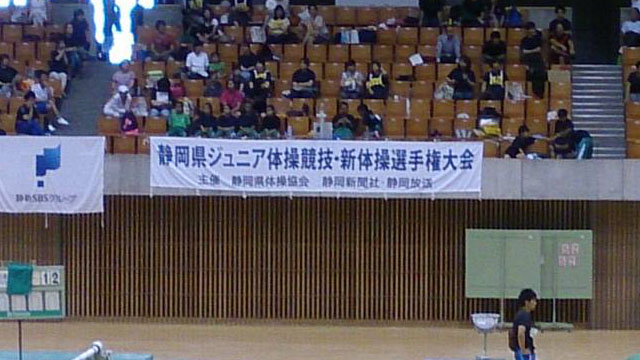 静岡県ジュニア体操競技・新体操選手権大会
主催 静岡県体操協会 静岡新聞社・静岡放送
静新SBSグループ
12